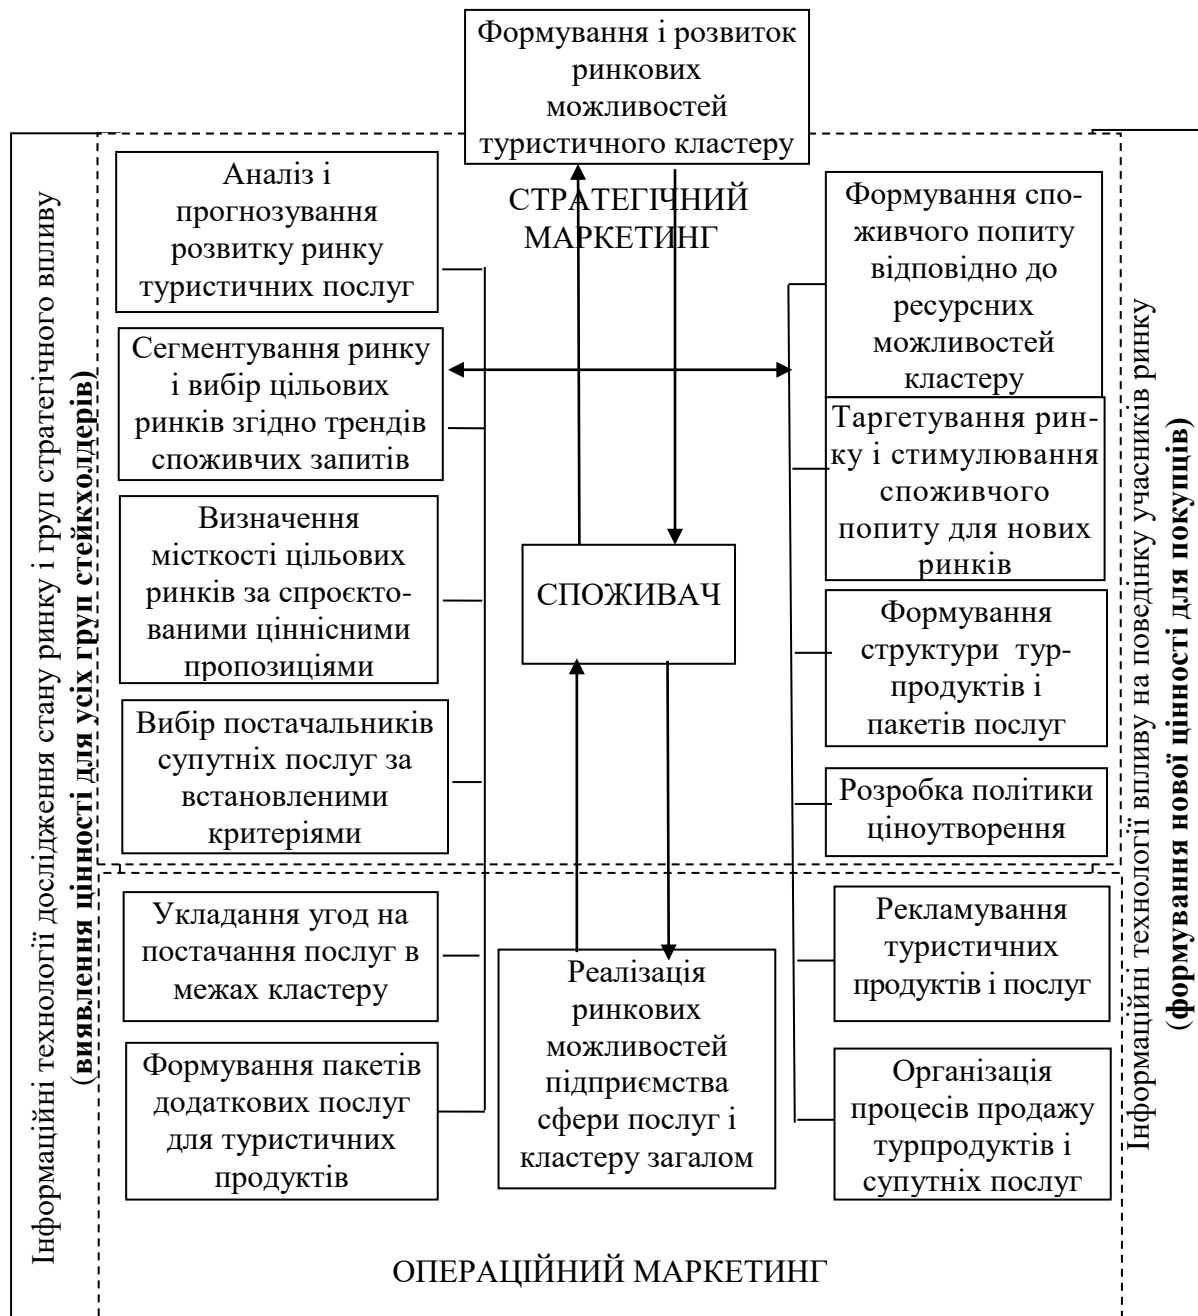 Формування і розвиток
ринкових
можливостей
туристичного кластеру
СТРАТЕГІЧНИЙ
МАРКЕТИНГ
Інформаційні технології дослідження стану ринку і груп стратегічного впливу
(виявлення цінності для усіх груп стейкхолдерів)
Аналіз і
прогнозування
розвитку ринку
туристичних послуг
Сегментування ринку
і вибір цільових
ринків згідно трендів
споживчих запитів
Визначення
місткості цільових
ринків за спроєкто-
ваними ціннісними
пропозиціями
Вибір постачальників
супутніх послуг за
встановленими
критеріями
Укладання угод на
постачання послуг в
межах кластеру
Формування пакетів
додаткових послуг
для туристичних
продуктів
СПОЖИВАЧ
Реалізація
ринкових
можливостей
підприємства
сфери послуг і
кластеру загалом
Формування спо-
живчого попиту
відповідно до
ресурсних
можливостей
кластеру
Таргетування рин-
ку і стимулювання
споживчого
попиту для нових
ринків
Формування
структури тур-
продуктів і
пакетів послуг
Розробка політики
ціноутворення
Рекламування
туристичних
продуктів і послуг
Організація
процесів продажу
турпродуктів і
супутніх послуг
Інформаційні технології впливу на поведінку учасників ринку
(формування нової цінності для покупців)
ОПЕРАЦІЙНИЙ МАРКЕТИНГ